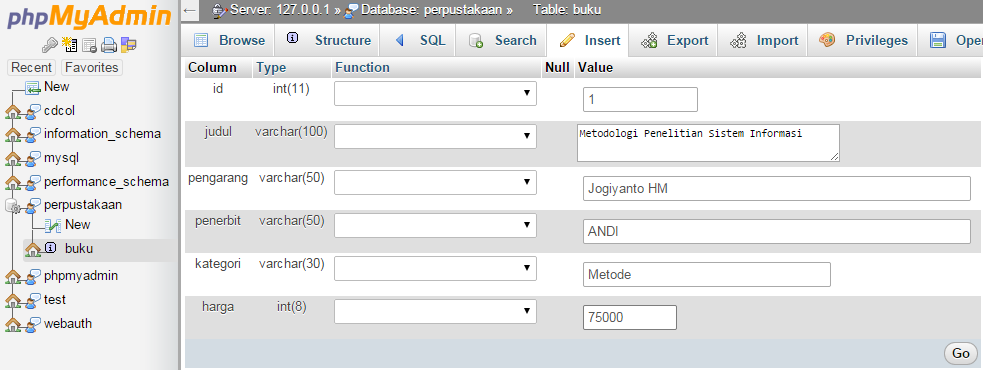 phpMyAdmin
Server: 127.0.0.1 » Database: perpustakaan » Table: buku
Browse Structure SQL Search Insert Export Import Privileges Oper
Recent Favorites
New
cdcol
information_schema
mysql
performance_schema
perpustakaan
New
buku
phpmyadmin
test
webauth
Column Type Function Null Value
id int(11) 1
judul varchar(100) Metodologi Penelitian Sistem Informasi
pengarang varchar(50) Jogiyanto HM
penerbit varchar(50) ANDI
kategori varchar(30) Metode
harga int(8) 75000
Go